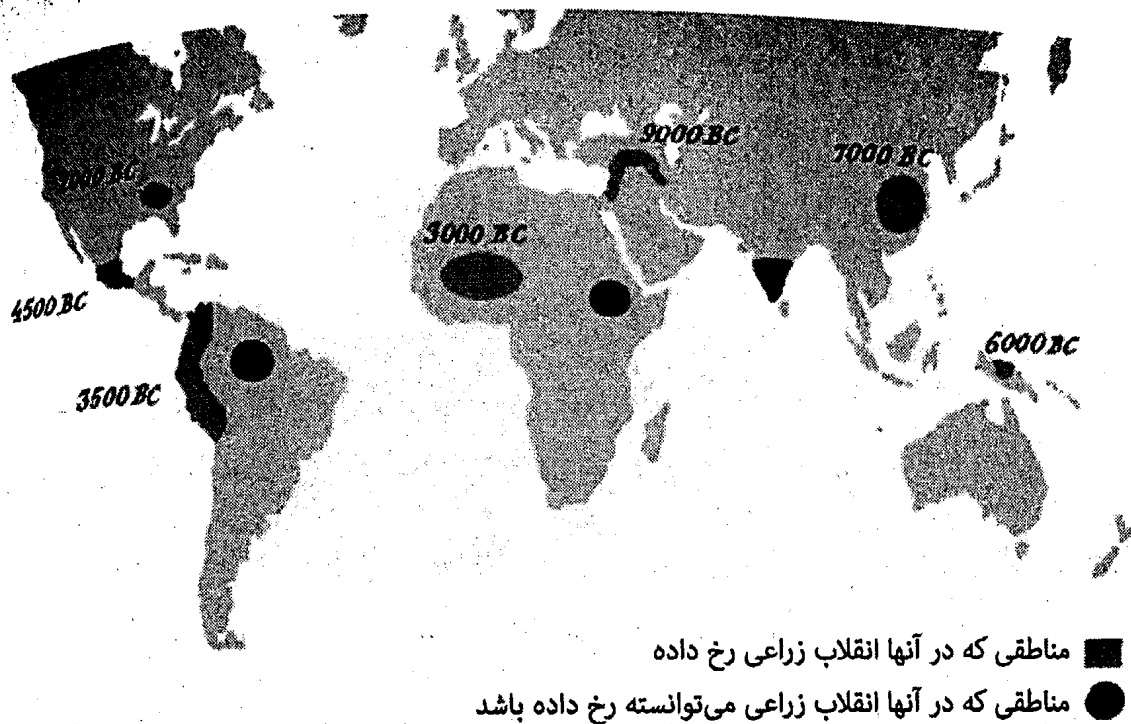 9000 BC
7000 BC
BC
3000 BC
4500 BC
6000 BC
3500 BC
مناطقی که در آنها انقلاب زراعی رخ داده
مناطقی که در آنها انقلاب زراعی می‌توانسته رخ داده باشد